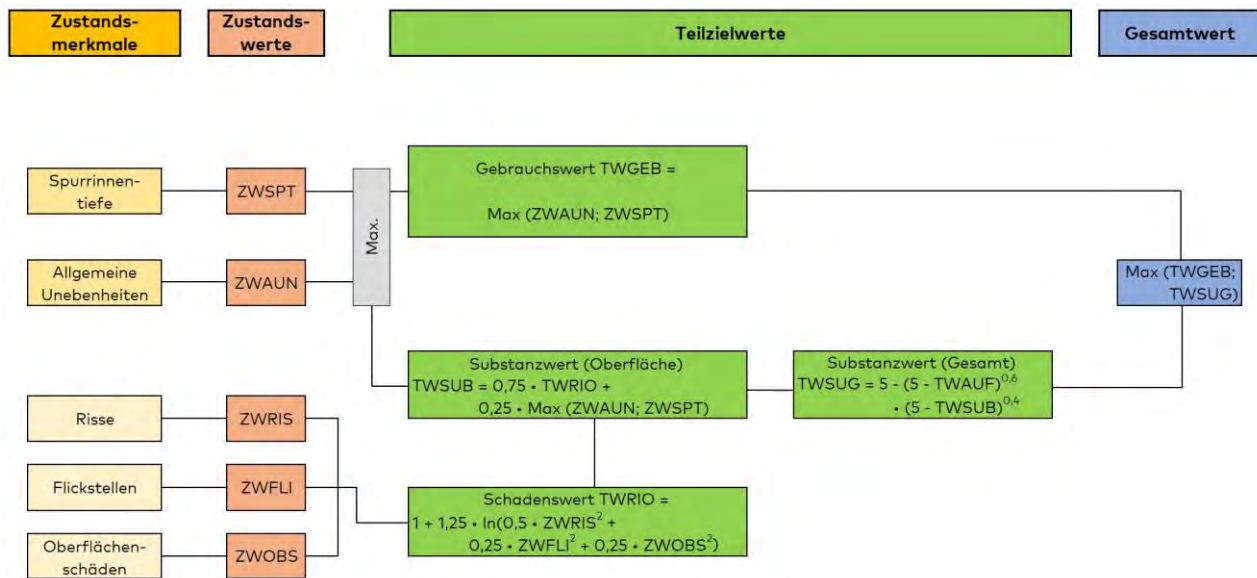 Zustands-
merkmale
Zustands-
werte
Teilzielwerte
Gesamtwert
Spurrinnen-
tiefe
ZWSPT
Max.
Gebrauchswert TWGEB =
Max (ZWAUN; ZWSPT)
Allgemeine
Unebenheiten
ZWAUN
Max (TWGEB;
TWSUG)
Substanzwert (Oberfläche)
TWSUB = 0,75 • TWRIO +
0,25 • Max (ZWAUN; ZWSPT)
Substanzwert (Gesamt)
TWSUG = 5 - (5 - TWAUF)^0,6
• (5 - TWSUB)^0,4
Risse
ZWRIS
Flickstellen
ZWFLI
Schadenswert TWRIO =
1 + 1,25 • ln(0,5 • ZWRIS² +
0,25 • ZWFLI² + 0,25 • ZWOBS²)
Oberflächen-
schäden
ZWOBS